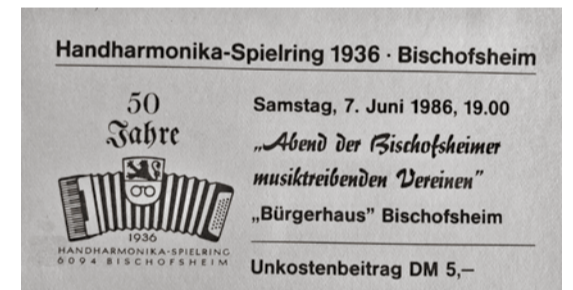 Handharmonika-Spielring 1936 · Bischofsheim
50
Jahre
1936
HANDHARMONIKA-SPIELRING
6094 BISCHOFSHEIM
Samstag, 7. Juni 1986, 19.00
„Abend der Bischofsheimer
musiktreibenden Vereinen”
„Bürgerhaus” Bischofsheim
Unkostenbeitrag DM 5,–